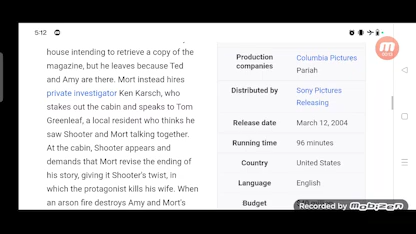 5:12
house intending to retrieve a copy of the
magazine, but he leaves because Ted
and Amy are there. Mort instead hires
private investigator Ken Karsch, who
stakes out the cabin and speaks to Tom
Greenleaf, a local resident who thinks he
saw Shooter and Mort talking together.
At the cabin, Shooter appears and
demands that Mort revise the ending of
his story, giving it Shooter's twist, in
which the protagonist kills his wife. When
an arson fire destroys Amy and Mort's
Production companies
Columbia Pictures
Pariah
Distributed by
Sony Pictures Releasing
Release date
March 12, 2004
Running time
96 minutes
Country
United States
Language
English
Budget
Recorded by MOBIZEN